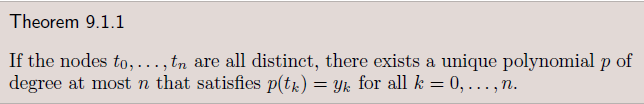 Theorem 9.1.1
If the nodes t₀, . . . , tₙ are all distinct, there exists a unique polynomial p of
degree at most n that satisfies p(tₖ) = yₖ for all k = 0, . . . , n.